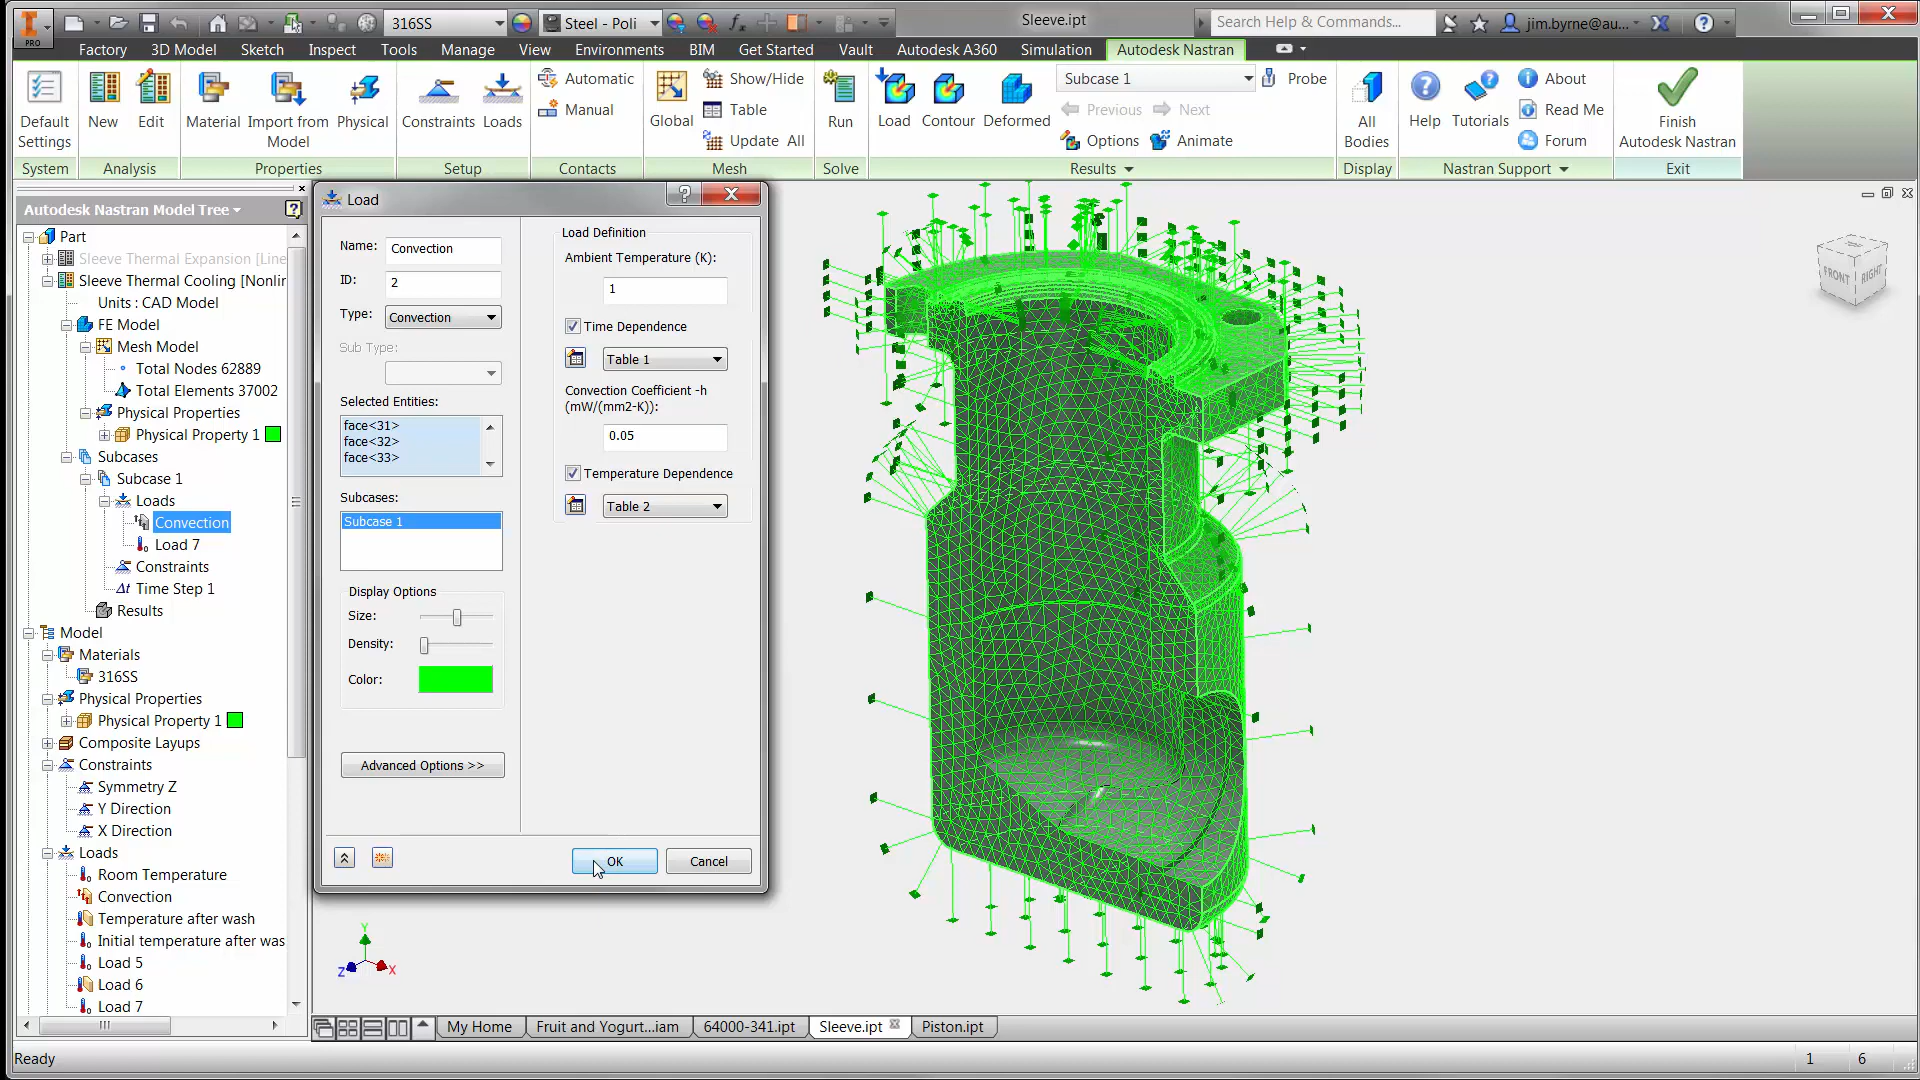 PRO
316SS
Steel - Poli
Sleeve.ipt
Search Help & Commands...
jim.byrne@au...
Factory 3D Model Sketch Inspect Tools Manage View Environments BIM Get Started Vault Autodesk A360 Simulation Autodesk Nastran
Default Settings
New
Edit
Material
Import from Model
Physical
Constraints
Loads
Automatic
Manual
Global
Show/Hide
Table
Update All
Run
Load
Contour
Deformed
Subcase 1
Probe
Previous Next
Options Animate
All Bodies
Help
Tutorials
About
Read Me
Forum
Finish
Autodesk Nastran
System Analysis Properties Setup Contacts Mesh Solve Results Display Nastran Support Exit
Autodesk Nastran Model Tree
Part
Sleeve Thermal Expansion [Line
Sleeve Thermal Cooling [Nonlin
Units : CAD Model
FE Model
Mesh Model
Total Nodes 62889
Total Elements 37002
Physical Properties
Physical Property 1
Subcases
Subcase 1
Loads
Convection
Load 7
Constraints
Δt Time Step 1
Results
Model
Materials
316SS
Physical Properties
Physical Property 1
Composite Layups
Constraints
Symmetry Z
Y Direction
X Direction
Loads
Room Temperature
Convection
Temperature after wash
Initial temperature after was
Load 5
Load 6
Load 7
Load
Name: Convection
ID: 2
Type: Convection
Sub Type:
Selected Entities:
face<31>
face<32>
face<33>
Subcases:
Subcase 1
Display Options
Size:
Density:
Color:
Advanced Options >>
Load Definition
Ambient Temperature (K):
1
Time Dependence
Table 1
Convection Coefficient -h
(mW/(mm2-K)):
0.05
Temperature Dependence
Table 2
OK Cancel
FRONT RIGHT
Y
Z X
My Home Fruit and Yogurt...iam 64000-341.ipt Sleeve.ipt Piston.ipt
Ready 1 6